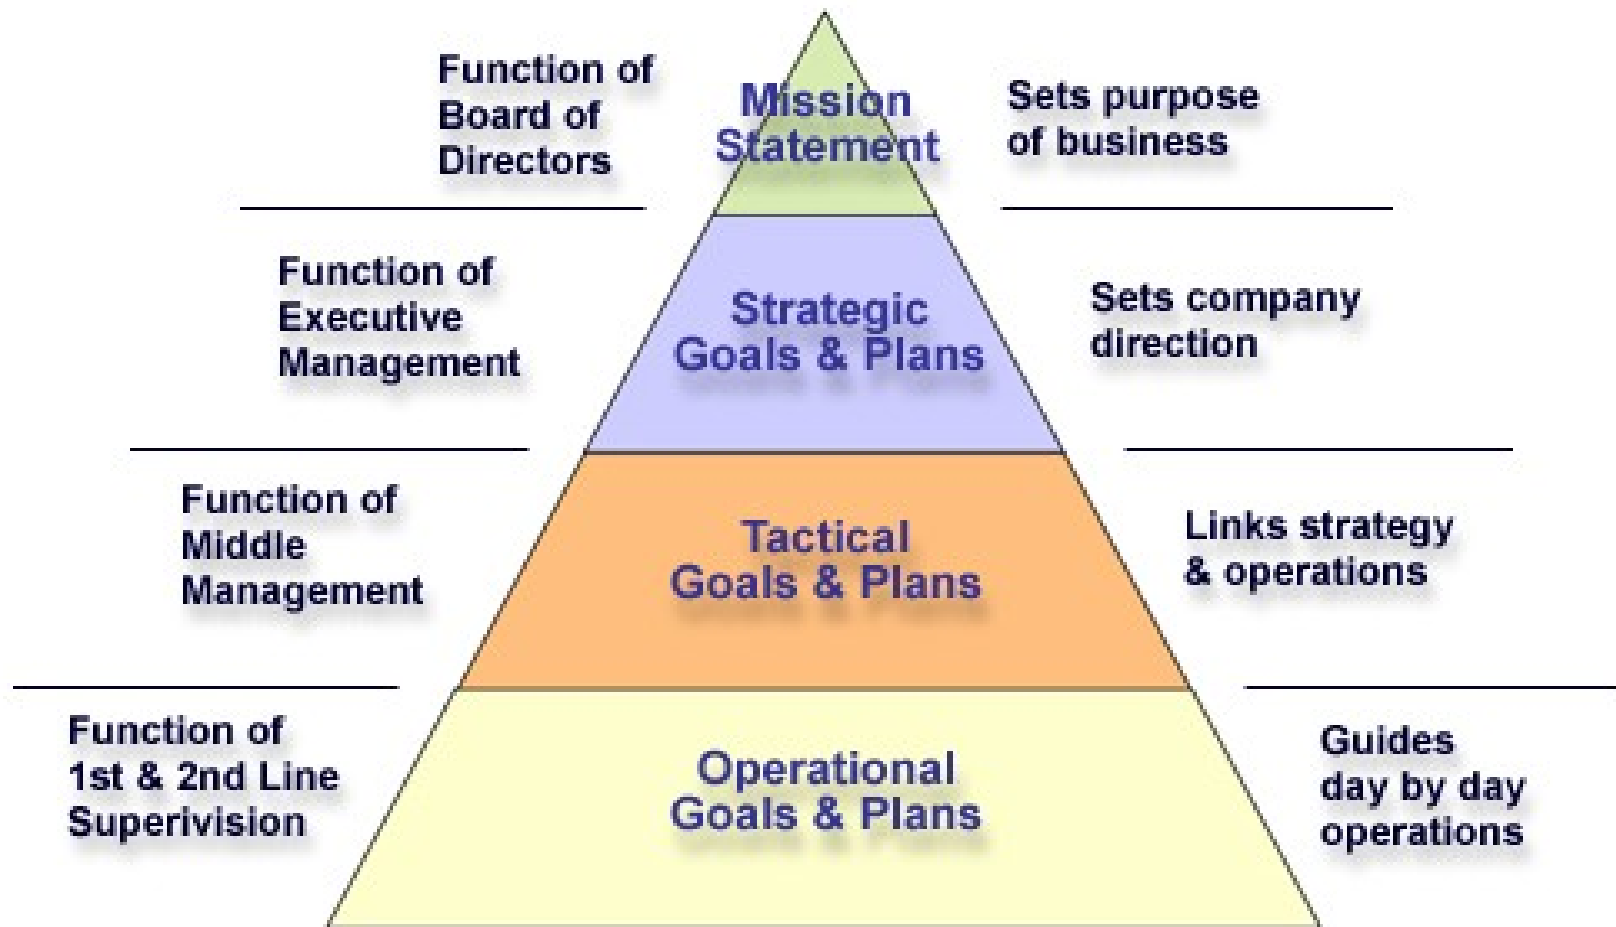 Function of
Board of
Directors
Mission
Statement
Sets purpose
of business
Function of
Executive
Management
Strategic
Goals & Plans
Sets company
direction
Function of
Middle
Management
Tactical
Goals & Plans
Links strategy
& operations
Function of
1st & 2nd Line
Superivision
Operational
Goals & Plans
Guides
day by day
operations